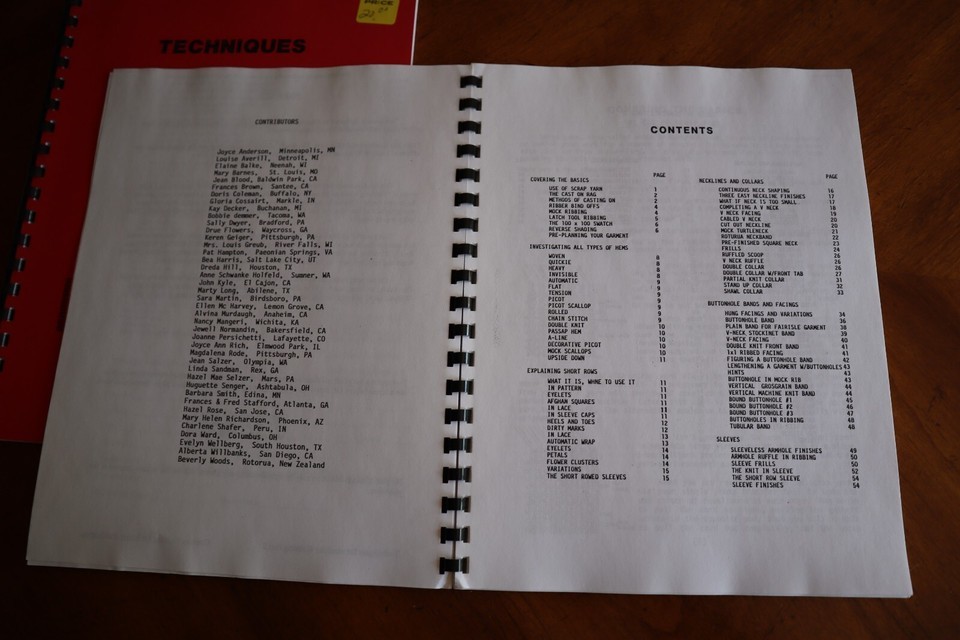 PRICE
20.00
TECHNIQUES
CONTRIBUTORS
Joyce Anderson, Minneapolis, MN
Louise Averill, Detroit, MI
Elaine Balke, Neenah, WI
Mary Barnes, St. Louis, MO
Jean Blood, Baldwin Park, CA
Frances Brown, Santee, CA
Doris Coleman, Buffalo, NY
Gloria Gossairt, Markle, IN
Kay Decker, Buchanan, MI
Bobbie demmer, Tacoma, WA
Sally Dwyer, Bradford, PA
Drue Flowers, Waycross, GA
Keren Geiger, Pittsburgh, PA
Mrs. Louis Greub, River Falls, WI
Pat Hampton, Paeonian Springs, VA
Bea Harris, Salt Lake City, UT
Dreda Hill, Houston, TX
Anne Schwanke Holfeld, Sumner, WA
John Kyle, El Cajon, CA
Marty Long, Abilene, TX
Sara Martin, Birdsboro, PA
Ellen Mc Harvey, Lemon Grove, CA
Alvina Murdaugh, Anaheim, CA
Nancy Mangeri, Wichita, KA
Jewell Normandin, Bakersfield, CA
Joanne Persichetti, Lafayette, CO
Joyce Ann Rich, Elmwood Park, IL
Magdalena Rode, Pittsburgh, PA
Jean Salzer, Olympia, WA
Linda Sandman, Rex, GA
Hazel Mae Selzer, Mars, PA
Huguette Senger, Ashtabula, OH
Barbara Smith, Edina, MN
Frances & Fred Stafford, Atlanta, GA
Hazel Rose, San Jose, CA
Mary Helen Richardson, Phoenix, AZ
Charlene Shafer, Peru, IN
Dora Ward, Columbus, OH
Evelyn Wellberg, South Houston, TX
Alberta Willbanks, San Diego, CA
Beverly Woods, Rotorua, New Zealand
CONTENTS
PAGE
COVERING THE BASICS
USE OF SCRAP YARN 1
THE CAST ON RAG 2
METHODS OF CASTING ON 2
RIBBER BIND OFFS 4
MOCK RIBBING 4
LATCH TOOL RIBBING 5
THE 100 x 100 SWATCH 6
REVERSE SHADING 6
PRE-PLANNING YOUR GARMENT
INVESTIGATING ALL TYPES OF HEMS
WOVEN 8
QUICKIE 8
HEAVY 8
INVISIBLE 8
AUTOMATIC 9
FLAT 9
TENSION 9
PICOT 9
PICOT SCALLOP 9
ROLLED 9
CHAIN STITCH 9
DOUBLE KNIT 10
PASSAP HEM 10
A-LINE 10
DECORATIVE PICOT 10
MOCK SCALLOPS 10
UPSIDE DOWN 11
EXPLAINING SHORT ROWS
WHAT IT IS, WHNE TO USE IT 11
IN PATTERN 11
EYELETS 11
AFGHAN SQUARES 11
IN LACE 11
IN SLEEVE CAPS 11
HEELS AND TOES 12
DIRTY MARKS 12
IN LACE 13
AUTOMATIC WRAP 13
EYELETS 14
PETALS 14
FLOWER CLUSTERS 14
VARIATIONS 15
THE SHORT ROWED SLEEVES 15
PAGE
NECKLINES AND COLLARS
CONTINUOUS NECK SHAPING 16
THREE EASY NECKLINE FINISHES 17
WHAT IF NECK IS TOO SMALL? 17
COMPLETING A V NECK 18
V NECK FACING 19
CABLED V NECK 20
CUT OUT NECKLINE 20
MOCK TURTLENECK 21
ROTORUA NECKBAND 22
PRE-FINISHED SQUARE NECK 23
FRILLS 24
RUFFLED SCOOP 26
V NECK RUFFLE 26
DOUBLE COLLAR 26
DOUBLE COLLAR W/FRONT TAB 27
PARTIAL KNIT COLLAR 31
STAND UP COLLAR 32
SHAWL COLLAR 33
BUTTONHOLE BANDS AND FACINGS
HUNG FACINGS AND VARIATIONS 34
BUTTONHOLE BAND 36
PLAIN BAND FOR FAIRISLE GARMENT 38
V-NECK STOCKINET BAND 39
V-NECK FACING 40
DOUBLE KNIT FRONT BAND 41
1x1 RIBBED FACING 41
FIGURING A BUTTONHOLE BAND 42
LENGTHENING A GARMENT W/BUTTONHOLES 43
HINTS 43
BUTTONHOLE IN MOCK RIB 43
VERTICAL GROSGRAIN BAND 44
VERTICAL MACHINE KNIT BAND 44
BOUND BUTTONHOLE #1 45
BOUND BUTTONHOLE #2 46
BOUND BUTTONHOLE #3 47
BUTTONHOLES IN RIBBING 48
TUBULAR BAND 48
SLEEVES
SLEEVELESS ARMHOLE FINISHES 49
ARMHOLE RUFFLE IN RIBBING 50
SLEEVE FRILLS 50
THE KNIT IN SLEEVE 52
THE SHORT ROW SLEEVE 54
SLEEVE FINISHES 54